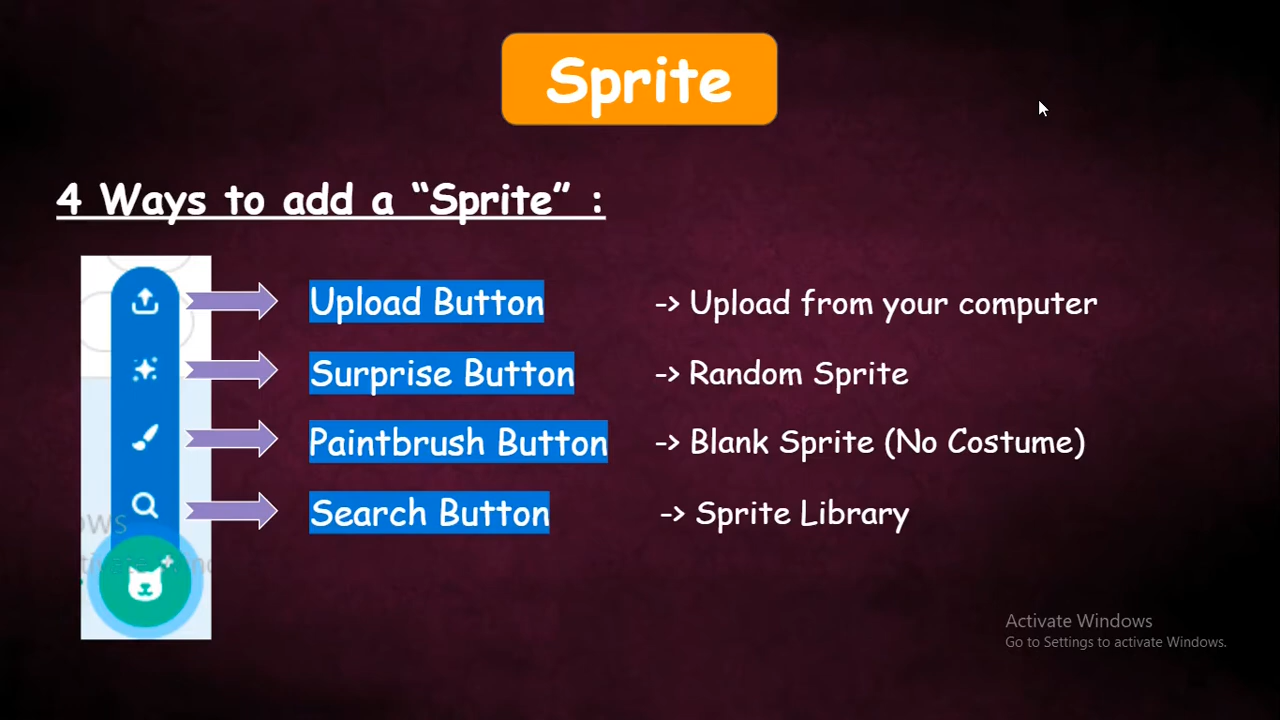 Sprite
4 Ways to add a “Sprite” :
Upload Button -> Upload from your computer
Surprise Button -> Random Sprite
Paintbrush Button -> Blank Sprite (No Costume)
Search Button -> Sprite Library
Activate Windows
Go to Settings to activate Windows.